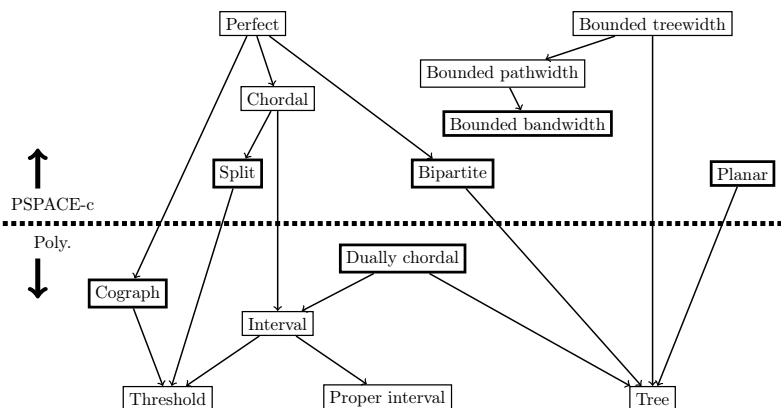 Perfect
Bounded treewidth
Bounded pathwidth
Chordal
Bounded bandwidth
Split
Bipartite
Planar
PSPACE-c
Poly.
Dually chordal
Cograph
Interval
Threshold
Proper interval
Tree